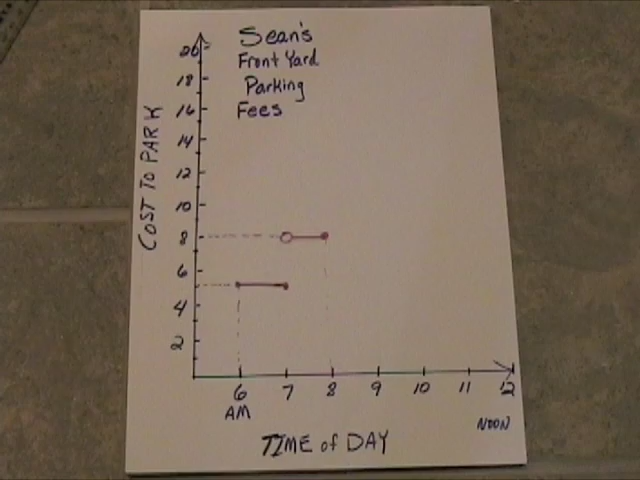 Sean's
Front Yard
Parking
Fees
COST TO PARK
20
18
16
14
12
10
8
6
4
2
6 7 8 9 10 11 12
AM
NOON
TIME of DAY